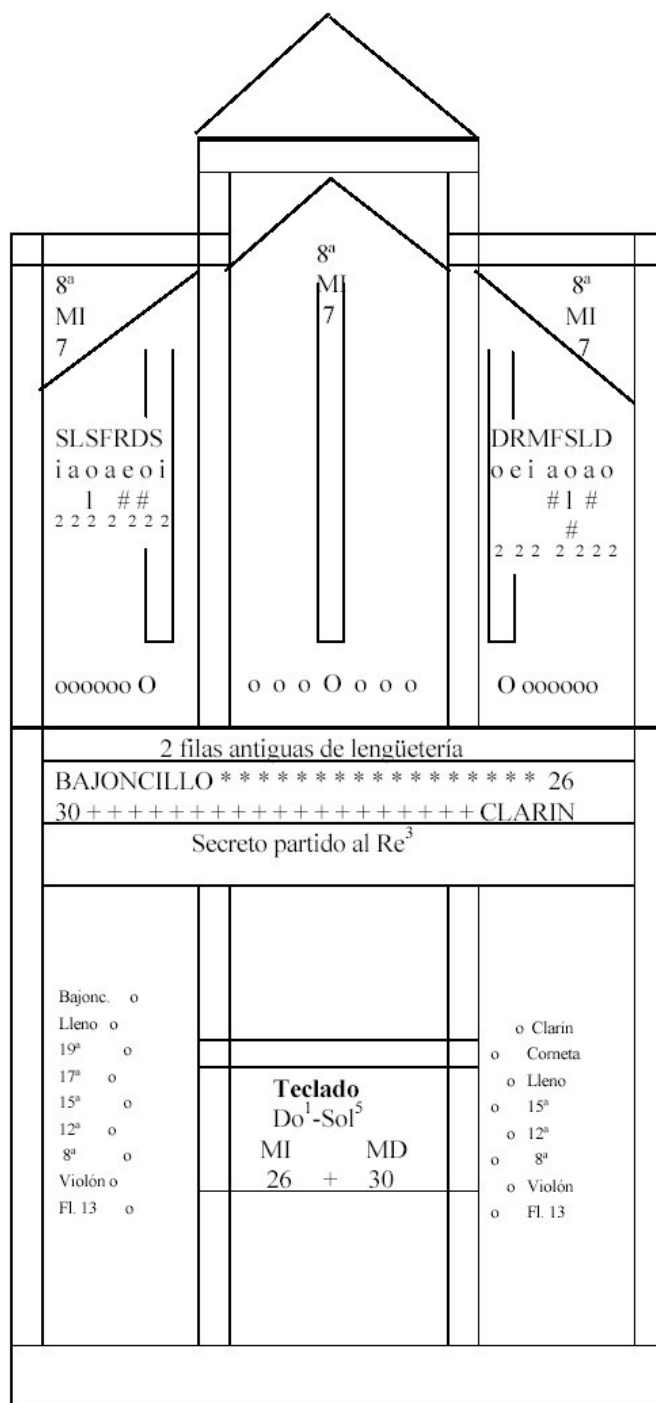 8ª
MI
7
8ª
MI
7
8ª
MI
7
SLSFRDS
i a o a e o i
l # #
2 2 2 2 2 2 2
DRMFSLD
o e i a o a o
# l #
#
2 2 2 2 2 2 2
oooooo O
o o o O o o o
O oooooo
2 filas antiguas de lengüetería
BAJONCILLO * * * * * * * * * * * * * * * * * 26
30 + + + + + + + + + + + + + + + + + + + CLARIN
Secreto partido al Re³
Bajonc. o
Lleno o
19ª o
17ª o
15ª o
12ª o
8ª o
Violón o
Fl. 13 o
Teclado
Do¹-Sol⁵
MI MD
26 + 30
o Clarin
o Corneta
o Lleno
o 15ª
o 12ª
o 8ª
o Violón
o Fl. 13